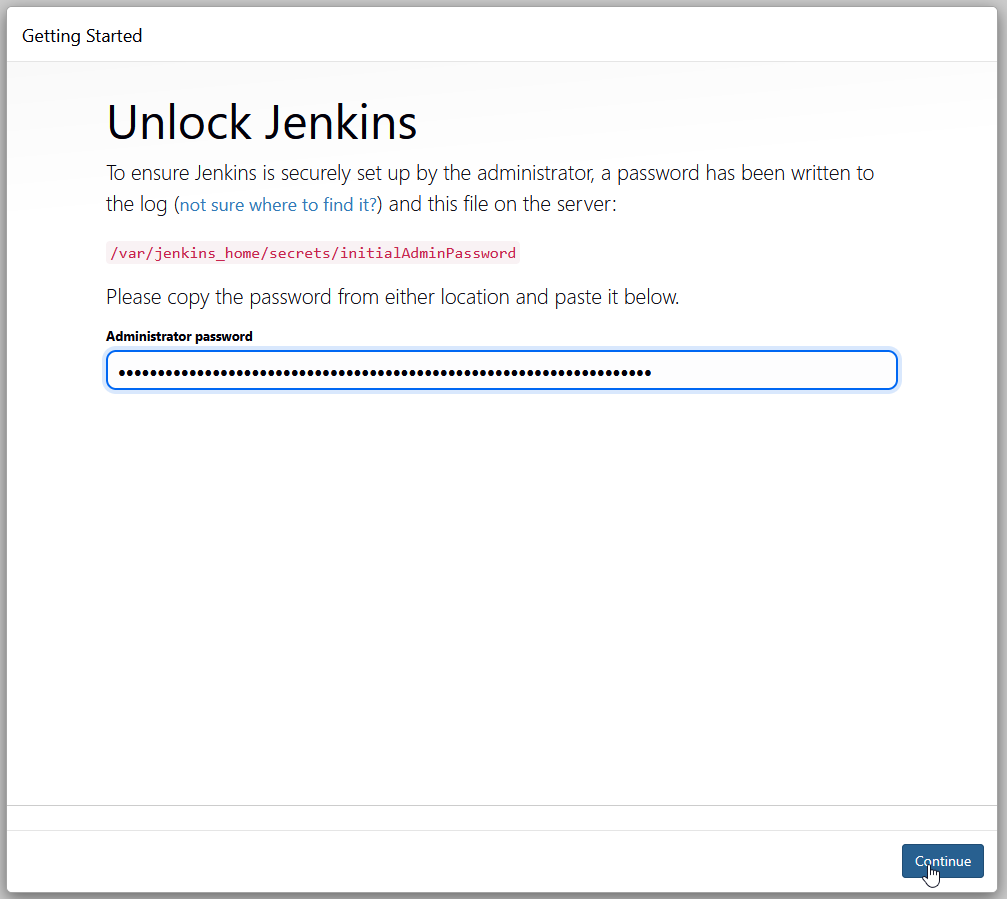 Getting Started
Unlock Jenkins
To ensure Jenkins is securely set up by the administrator, a password has been written to
the log (not sure where to find it?) and this file on the server:
/var/jenkins_home/secrets/initialAdminPassword
Please copy the password from either location and paste it below.
Administrator password
Continue